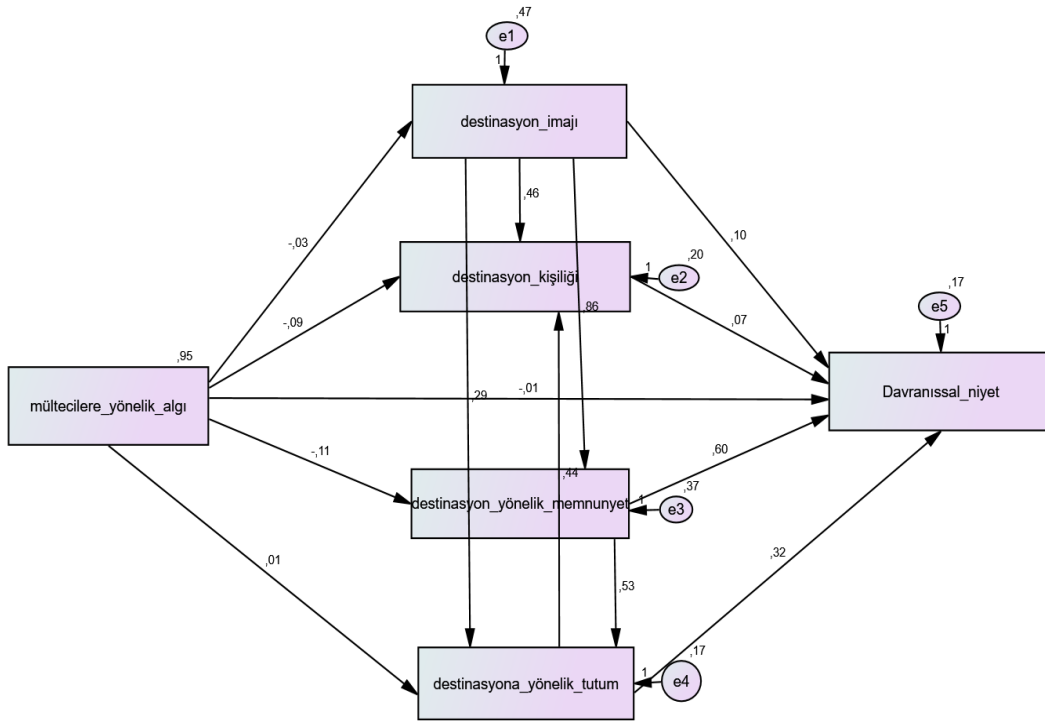 ,47
e1
1
destinasyon_imajı
,46
-,03
,10
,20
1
e2
destinasyon_kişiliği
,17
e5
1
,86
-,09
,07
,95
mültecilere_yönelik_algı
,29
-,01
Davranıssal_niyet
-,11
,60
,44
,37
destinasyon_yönelik_memnunyet
1
e3
,01
,53
,32
,17
1
e4
destinasyona_yönelik_tutum